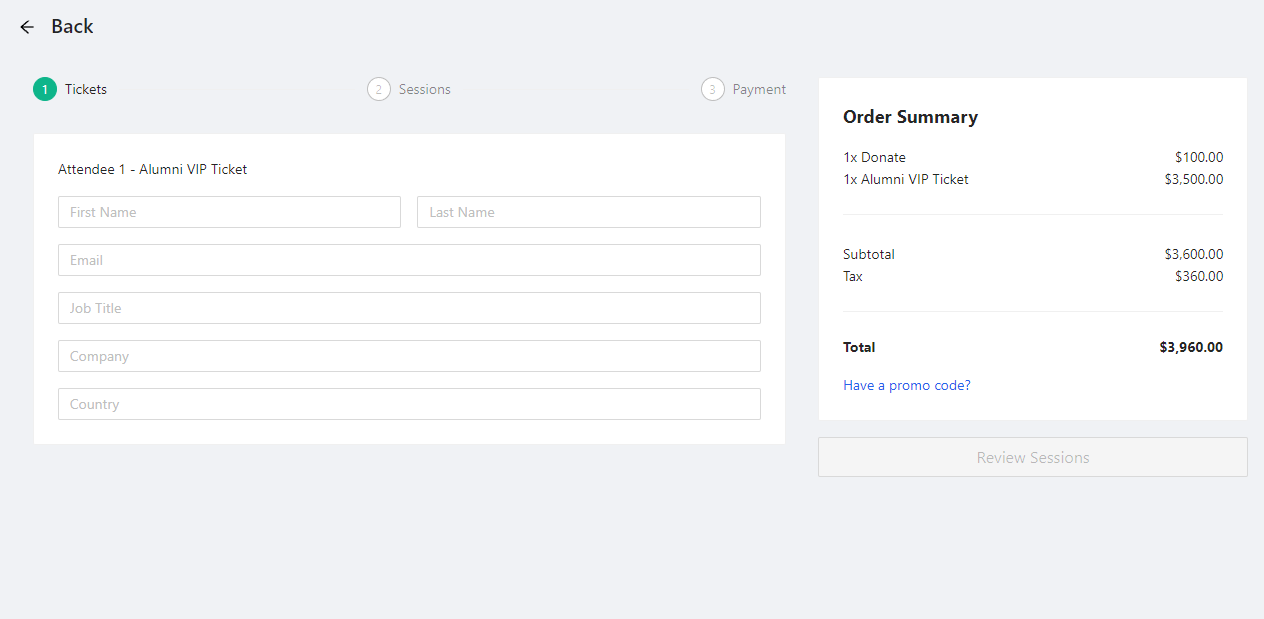 Back
1 Tickets
2 Sessions
3 Payment
Attendee 1 - Alumni VIP Ticket
First Name
Last Name
Email
Job Title
Company
Country
Order Summary
1x Donate $100.00
1x Alumni VIP Ticket $3,500.00
Subtotal $3,600.00
Tax $360.00
Total $3,960.00
Have a promo code?
Review Sessions